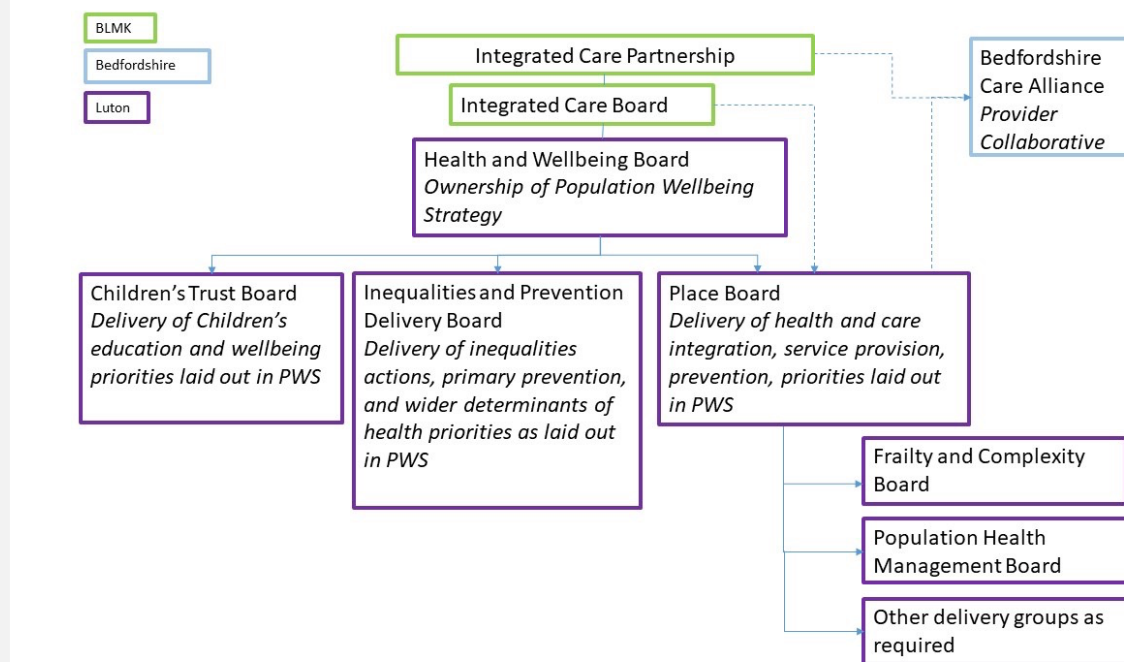 BLMK
Bedfordshire
Luton
Integrated Care Partnership
Integrated Care Board
Health and Wellbeing Board
Ownership of Population Wellbeing
Strategy
Bedfordshire
Care Alliance
Provider
Collaborative
Children’s Trust Board
Delivery of Children’s
education and wellbeing
priorities laid out in PWS
Inequalities and Prevention
Delivery Board
Delivery of inequalities
actions, primary prevention,
and wider determinants of
health priorities as laid out
in PWS
Place Board
Delivery of health and care
integration, service provision,
prevention, priorities laid out
in PWS
Frailty and Complexity
Board
Population Health
Management Board
Other delivery groups as
required